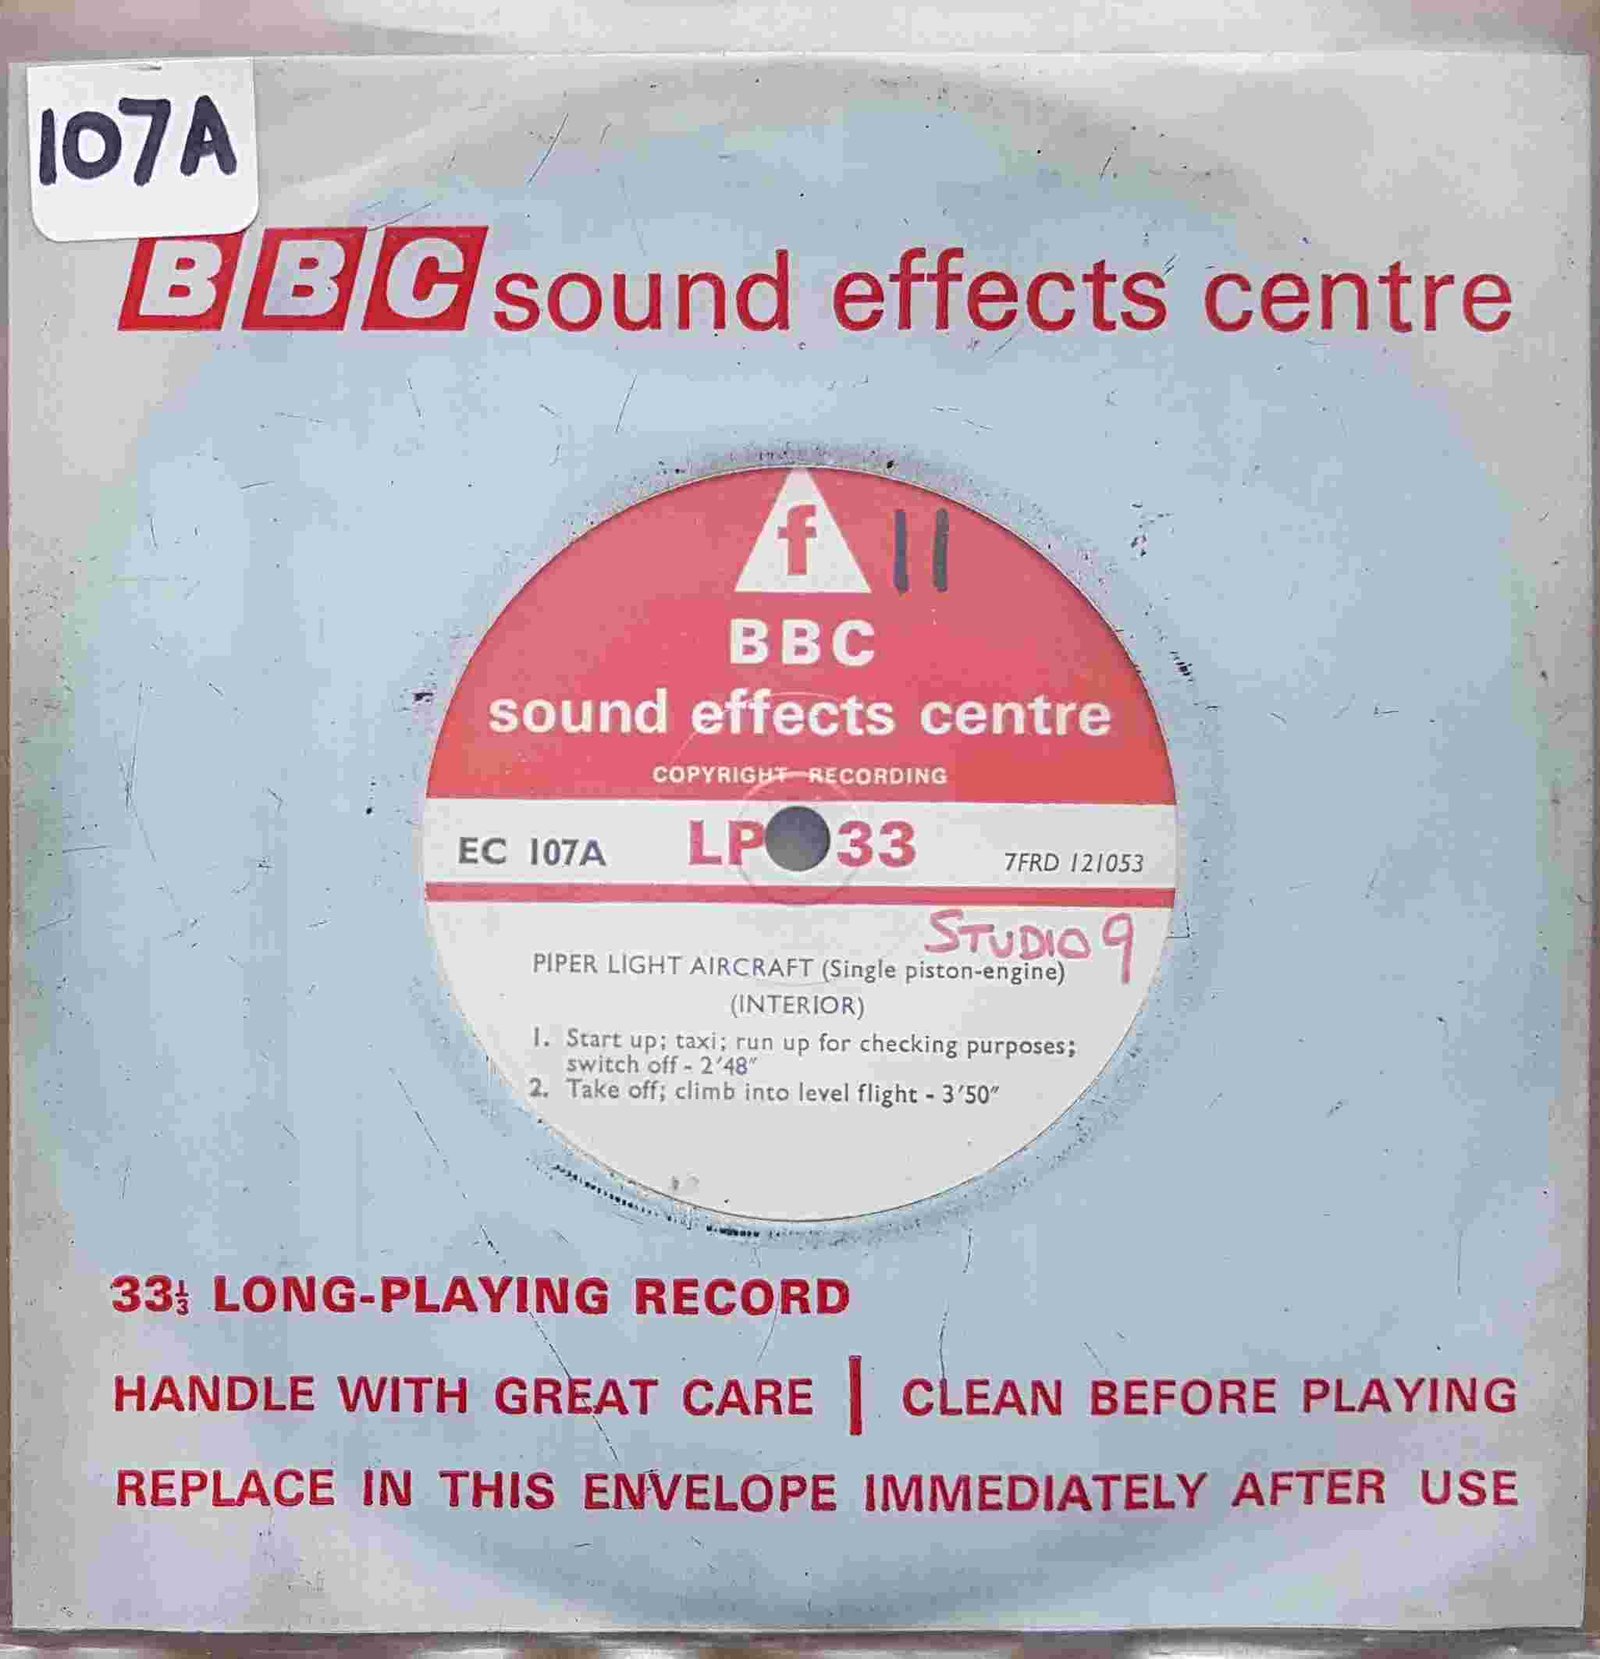 107A
BBC sound effects centre
f 11
BBC
sound effects centre
COPYRIGHT RECORDING
EC 107A LP 33 7FRD 121053
STUDIO 9
PIPER LIGHT AIRCRAFT (Single piston-engine)
(INTERIOR)
1. Start up; taxi; run up for checking purposes;
switch off - 2′48″
2. Take off; climb into level flight - 3′50″
33⅓ LONG-PLAYING RECORD
HANDLE WITH GREAT CARE | CLEAN BEFORE PLAYING
REPLACE IN THIS ENVELOPE IMMEDIATELY AFTER USE